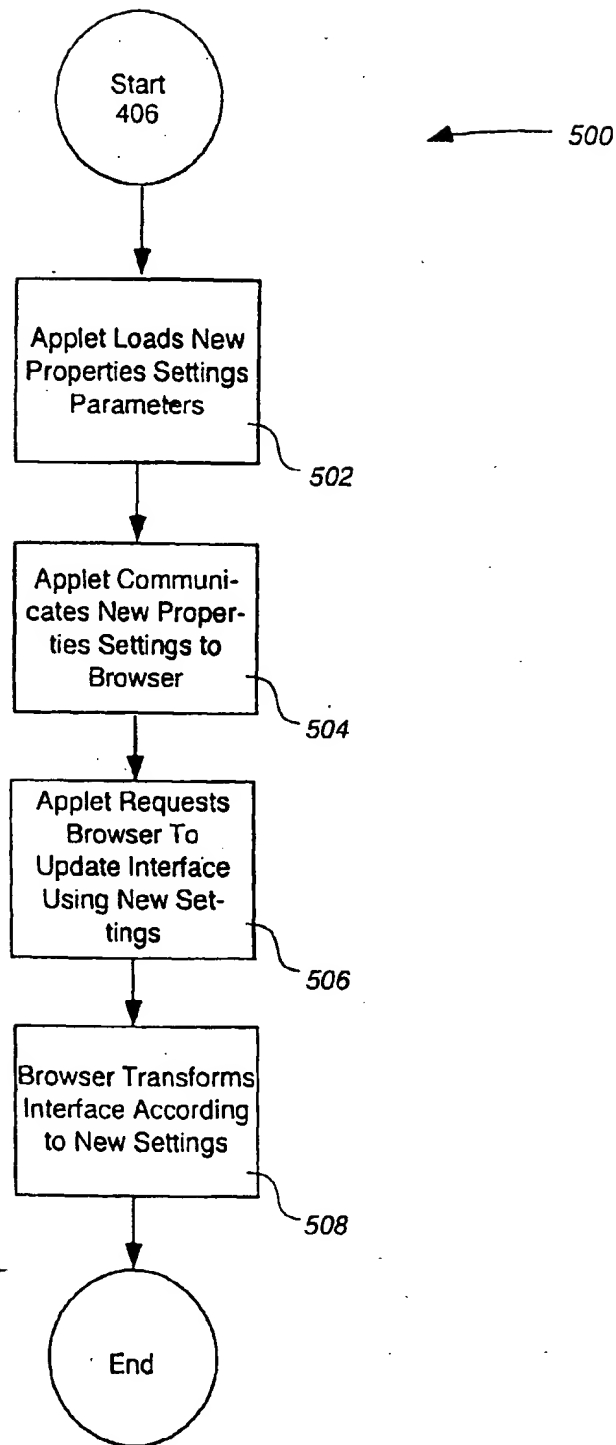 Start
406
500
Applet Loads New
Properties Settings
Parameters
502
Applet Communi-
cates New Proper-
ties Settings to
Browser
504
Applet Requests
Browser To
Update Interface
Using New Set-
tings
506
Browser Transforms
Interface According
to New Settings
508
End